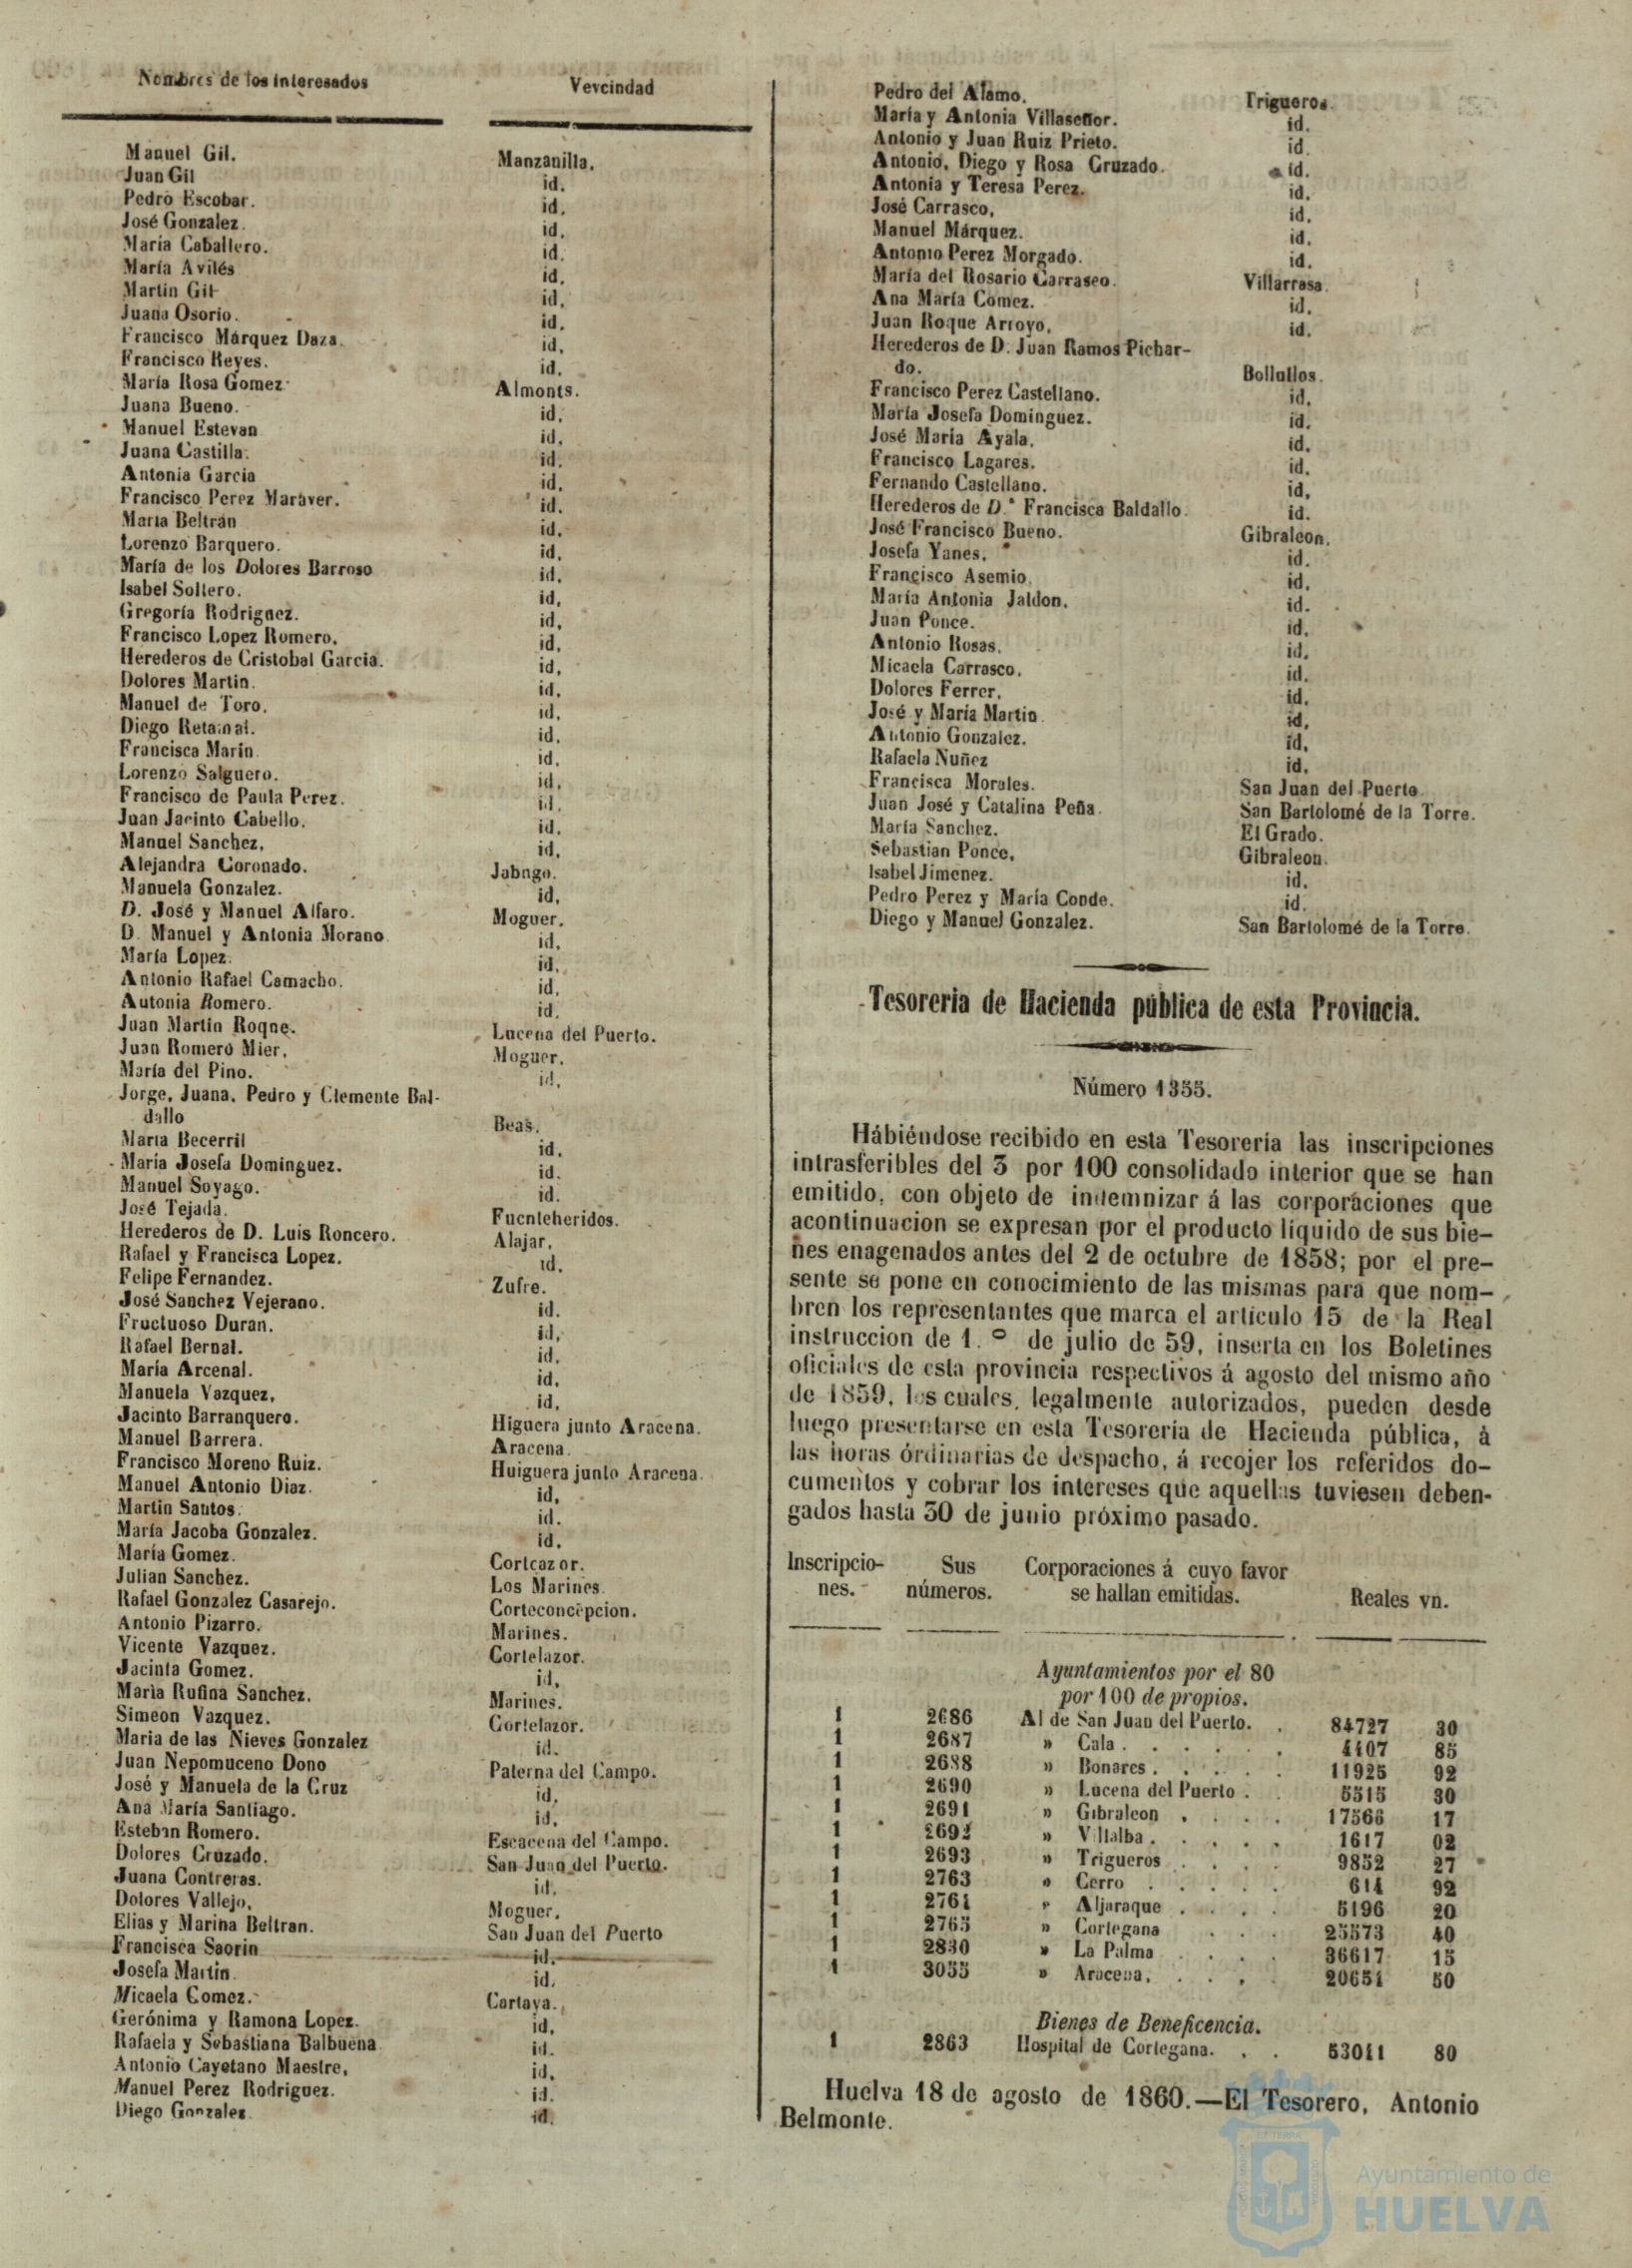 Nombres de los interesados Vercindad
Manuel Gil. Manzanilla.
Juan Gil id.
Pedro Escobar. id.
José Gonzalez. id.
María Caballero. id.
María Avilés id.
Martin Gil id.
Juana Osorio. id.
Francisco Márquez Daza. id.
Francisco Reyes. id.
María Rosa Gomez Almonts.
Juana Bueno. id.
Manuel Estevan id.
Juana Castilla. id.
Antonia Garcia id.
Francisco Perez Maraver. id.
María Beltrán id.
Lorenzo Barquero. id.
María de los Dolores Barroso id.
Isabel Soltero. id.
Gregoría Rodriguez. id.
Francisco Lopez Romero. id.
Herederos de Cristobal Garcia. id.
Dolores Martin. id.
Manuel de Toro. id.
Diego Retamal. id.
Francisca Marin id.
Lorenzo Salguero. id.
Francisco de Paula Perez. id.
Juan Jacinto Cabello. id.
Manuel Sanchez, id.
Alejandra Coronado. Jabugo.
Manuela Gonzalez. id.
D. José y Manuel Alfaro. Moguer.
D. Manuel y Antonia Morano id.
María Lopez. id.
Antonio Rafael Camacho. id.
Autonia Romero. id.
Juan Martin Roqne. Lucena del Puerto.
Juan Romero Mier. Moguer.
María del Pino. id.
Jorge, Juana, Pedro y Clemente Bal-
dallo Beas.
María Becerril id.
María Josefa Dominguez. id.
Manuel Soyago. id.
José Tejada. Fuenteheridos.
Herederos de D. Luis Roncero. Alajar.
Rafael y Francisca Lopez. id.
Felipe Fernandez. Zufre.
José Sanchez Vejerano. id.
Fructuoso Duran. id.
Rafael Bernal. id.
María Arcenal. id.
Manuela Vazquez, id.
Jacinto Barranquero. Higuera junto Aracena.
Manuel Barrera. Aracena.
Francisco Moreno Ruiz. Huiguera junto Aracena.
Manuel Antonio Diaz. id.
Martin Santos. id.
María Jacoba Gonzalez. id.
María Gomez. Cortcazor.
Julian Sanchez. Los Marines.
Rafael Gonzalez Casarejo. Corteconcepcion.
Antonio Pizarro. Marines.
Vicente Vazquez. Cortelazor.
Jacinta Gomez. id.
Maria Rufina Sanchez. Marines.
Simeon Vazquez. Cortelazor.
Maria de las Nieves Gonzalez id.
Juan Nepomuceno Dono Paterna del Campo.
José y Manuela de la Cruz id.
Ana María Santiago. id.
Esteban Romero. Escacena del Campo.
Dolores Cruzado. San Juan del Puerto.
Juana Contreras. id.
Dolores Vallejo, Moguer.
Elias y Marina Beltran. San Juan del Puerto
Francisca Saorin id.
Josefa Martin. id.
Micaela Gomez. Cartaya.
Gerónima y Ramona Lopez. id.
Rafaela y Sebastiana Balbuena id.
Antonio Cayetano Maestre, id.
Manuel Perez Rodriguez. id.
Diego Gonzalez. id.
Pedro del Alamo. Trigueros.
María y Antonia Villaseñor. id.
Antonio y Juan Ruiz Prieto. id.
Antonio, Diego y Rosa Cruzado. id.
Antonia y Teresa Perez. id.
José Carrasco, id.
Manuel Márquez. id.
Antonio Perez Morgado. id.
María del Rosario Carrasco. Villarrasa.
Ana María Comez. id.
Juan Roque Arroyo, id.
Herederos de D. Juan Ramos Pichar-
do. Bollullos.
Francisco Perez Castellano. id.
María Josefa Dominguez. id.
José María Ayala. id.
Francisco Lagares. id.
Fernando Castellano. id.
Herederos de D.ª Francisca Baldallo. id.
José Francisco Bueno. Gibraleon.
Josefa Yanes. id.
Francisco Asemio id.
María Antonia Jaldon. id.
Juan Ponce. id.
Antonio Rosas. id.
Micaela Carrasco. id.
Dolores Ferrer, id.
José y María Martin id.
Antonio Gonzalez. id.
Rafaela Nuñez id.
Francisca Morales. San Juan del Puerto
Juan José y Catalina Peña. San Bartolomé de la Torre.
María Sanchez. El Grado.
Sebastian Ponce, Gibraleon.
Isabel Jimenez. id.
Pedro Perez y María Conde. id.
Diego y Manuel Gonzalez. San Bartolomé de la Torre.
Tesoreria de Hacienda pública de esta Provincia.
Número 1355.
Hábiéndose recibido en esta Tesorería las inscripciones
intrasferibles del 3 por 100 consolidado interior que se han
emitido, con objeto de indemnizar á las corporaciones que
acontinuacion se expresan por el producto líquido de sus bie-
nes enagenados antes del 2 de octubre de 1858; por el pre-
sente se pone en conocimiento de las mismas para que nom-
bren los representantes que marca el artículo 15 de la Real
instruccion de 1.º de julio de 59, inserta en los Boletines
oficiales de esta provincia respectivos á agosto del mismo año
de 1859, los cuales, legalmente autorizados, pueden desde
luego presentarse en esta Tesorería de Hacienda pública, à
las horas órdinarias de despacho, á recojer los referidos do-
cumentos y cobrar los intereses que aquellas tuviesen deben-
gados hasta 30 de junio próximo pasado.
Inscripcio- Sus Corporaciones á cuyo favor
nes. números. se hallan emitidas. Reales vn.
Ayuntamientos por el 80
por 100 de propios.
1 2686 Al de San Juan del Puerto. . 84727 30
1 2687 » Cala . . . . . . 4407 85
1 2688 » Bonares . . . . . 11925 92
1 2690 » Lucena del Puerto . . 5515 30
1 2691 » Gibraleon . . . . 17566 17
1 2692 » Villalba . . . . . 1617 02
1 2693 » Trigueros . . . . 9852 27
1 2763 » Cerro . . . . . 614 92
1 2764 » Aljaraque . . . . 5196 20
1 2765 » Cortegana . . . 25573 40
1 2830 » La Palma . . . . 36617 15
1 3055 » Aracena. . . . . 20651 50
Bienes de Beneficencia.
1 2863 Hospital de Cortegana. . . 53011 80
Huelva 18 de agosto de 1860.—El Tesorero, Antonio
Belmonte.
Ayuntamiento de
HUELVA